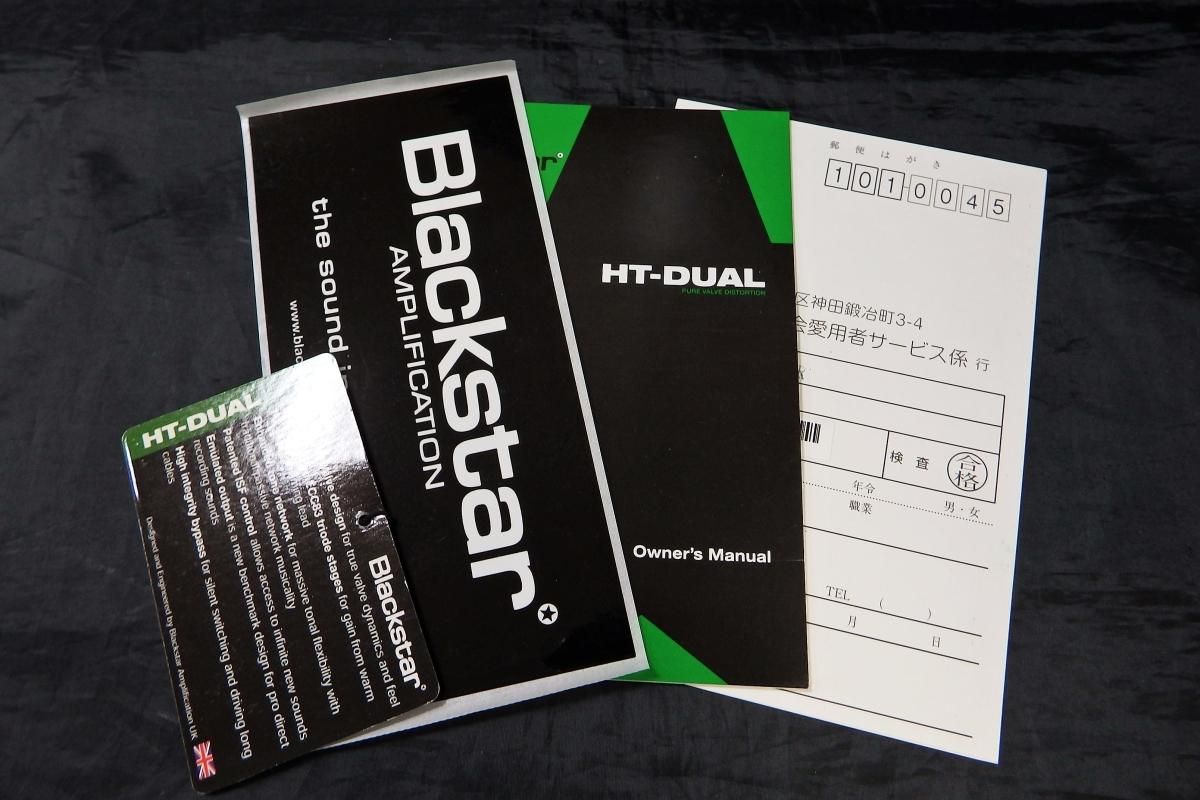 Blackstar
AMPLIFICATION
the sound
HT-DUAL
PURE VALVE DISTORTION
Owner's Manual
郵便はがき
1010045
区神田鍛冶町3-4
会愛用者サービス係 行
検査
合格
年令
男・女
職業
TEL ( )
月 日
Blackstar
design for true valve dynamics and feel
ECC83 triode stages for gain from warm
lead
network for massive tonal flexibility with
network musicality
Patented ISF control allows access to infinite new sounds
Emulated output is a new benchmark design for pro direct
recording sounds
High integrity bypass for silent switching and driving long
cables
HT-DUAL
Designed and Engineered by Blackstar Amplification UK